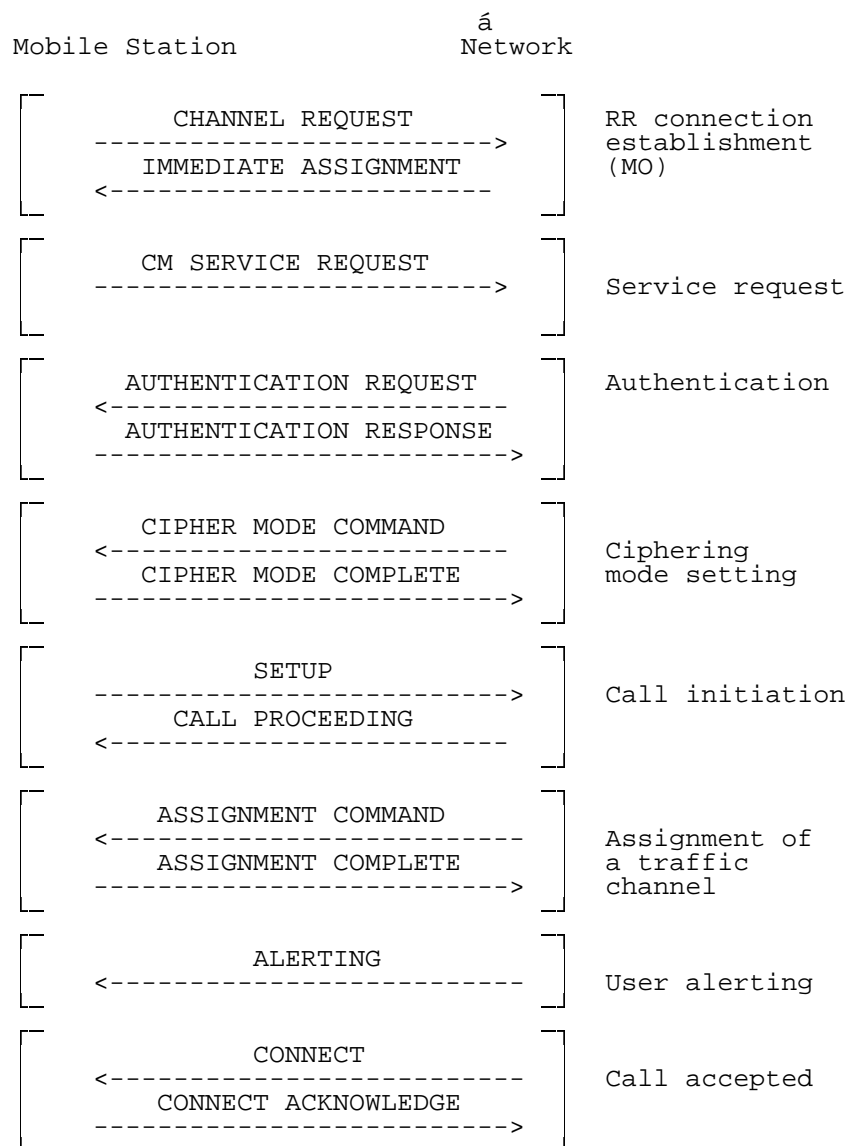 á
Mobile Station Network
CHANNEL REQUEST RR connection
-------------------------> establishment
IMMEDIATE ASSIGNMENT (MO)
<------------------------
CM SERVICE REQUEST
-------------------------> Service request
AUTHENTICATION REQUEST Authentication
<-------------------------
AUTHENTICATION RESPONSE
-------------------------->
CIPHER MODE COMMAND
<------------------------- Ciphering
CIPHER MODE COMPLETE mode setting
-------------------------->
SETUP
--------------------------> Call initiation
CALL PROCEEDING
<-------------------------
ASSIGNMENT COMMAND
<-------------------------- Assignment of
ASSIGNMENT COMPLETE a traffic
--------------------------> channel
ALERTING
<-------------------------- User alerting
CONNECT
<-------------------------- Call accepted
CONNECT ACKNOWLEDGE
-------------------------->